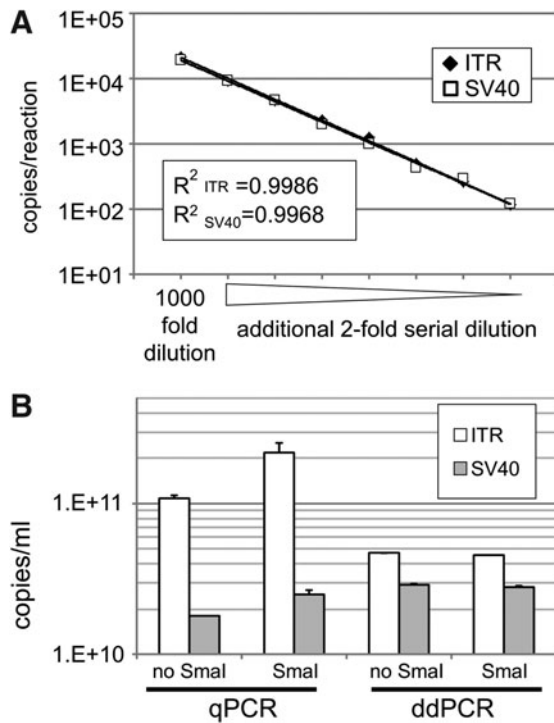 A
1E+05
1E+04
1E+03
1E+02
1E+01
copies/reaction
ITR
SV40
R² ITR =0.9986
R² SV40=0.9968
1000
fold
dilution
additional 2-fold serial dilution
B
ITR
SV40
copies/ml
1.E+11
1.E+10
no SmaI
SmaI
no SmaI
SmaI
qPCR
ddPCR